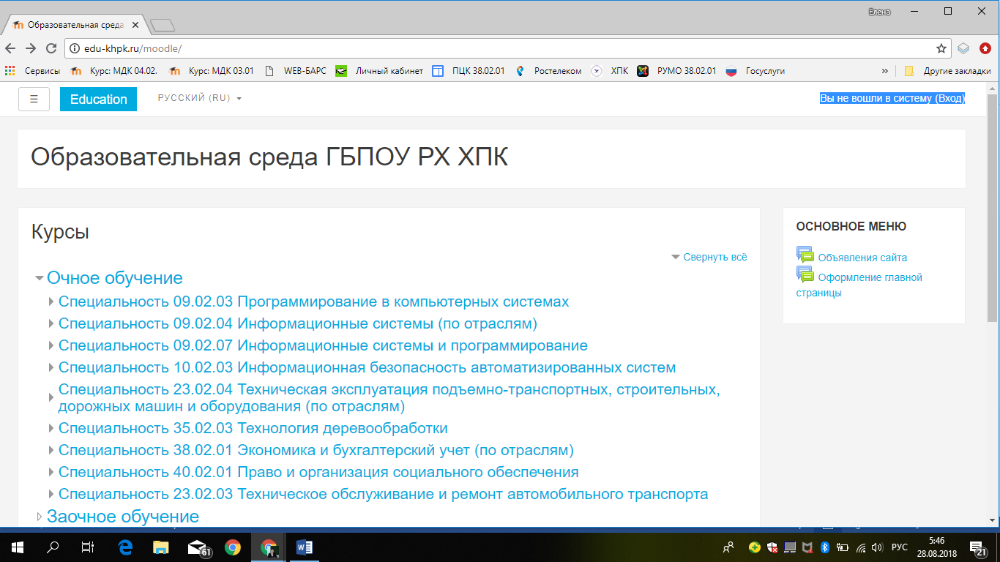 Елена
Образовательная среда
edu-khpk.ru/moodle/
Сервисы Курс: МДК 04.02. Курс: МДК 03.01 WEB-БАРС Личный кабинет ПЦК 38.02.01 Ростелеком ХПК РУМО 38.02.01 Госуслуги » Другие закладки
Education РУССКИЙ (RU) Вы не вошли в систему (Вход)
Образовательная среда ГБПОУ РХ ХПК
Курсы
Свернуть всё
Очное обучение
Специальность 09.02.03 Программирование в компьютерных системах
Специальность 09.02.04 Информационные системы (по отраслям)
Специальность 09.02.07 Информационные системы и программирование
Специальность 10.02.03 Информационная безопасность автоматизированных систем
Специальность 23.02.04 Техническая эксплуатация подъемно-транспортных, строительных,
дорожных машин и оборудования (по отраслям)
Специальность 35.02.03 Технология деревообработки
Специальность 38.02.01 Экономика и бухгалтерский учет (по отраслям)
Специальность 40.02.01 Право и организация социального обеспечения
Специальность 23.02.03 Техническое обслуживание и ремонт автомобильного транспорта
Заочное обучение
ОСНОВНОЕ МЕНЮ
Объявления сайта
Оформление главной
страницы
61
РУС
5:46
28.08.2018
21